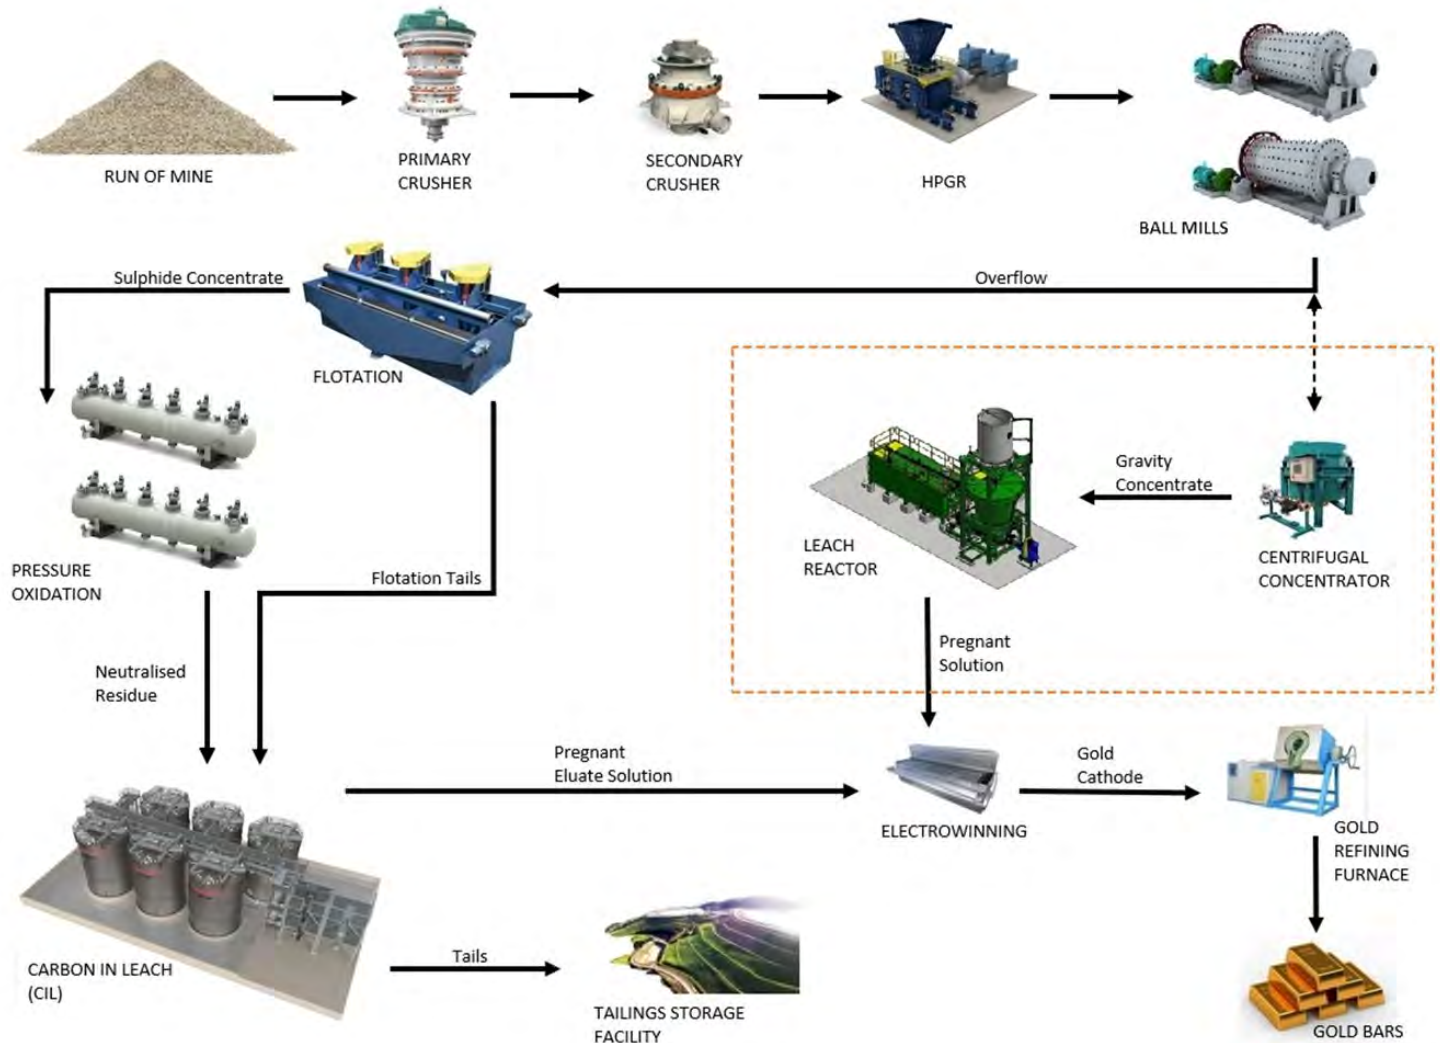 RUN OF MINE
PRIMARY
CRUSHER
SECONDARY
CRUSHER
HPGR
BALL MILLS
Overflow
Sulphide Concentrate
FLOTATION
Gravity
Concentrate
CENTRIFUGAL
CONCENTRATOR
LEACH
REACTOR
PRESSURE
OXIDATION
Flotation Tails
Neutralised
Residue
Pregnant
Solution
Pregnant
Eluate Solution
ELECTROWINNING
Gold
Cathode
GOLD
REFINING
FURNACE
CARBON IN LEACH
(CIL)
Tails
TAILINGS STORAGE
FACILITY
GOLD BARS